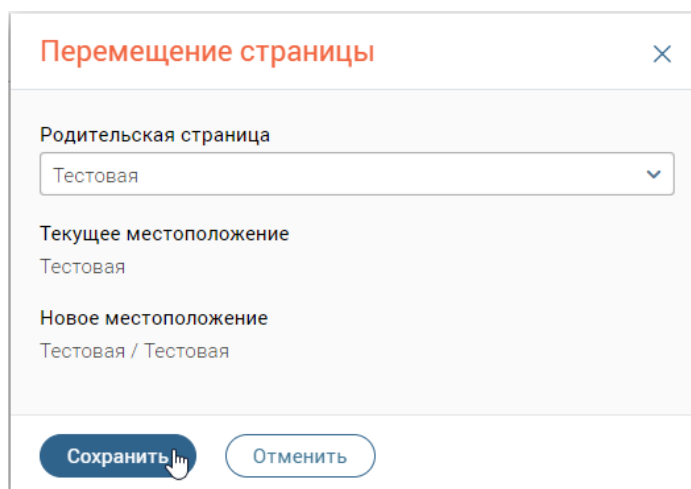 Перемещение страницы
Родительская страница
Тестовая
Текущее местоположение
Тестовая
Новое местоположение
Тестовая / Тестовая
Сохранить Отменить